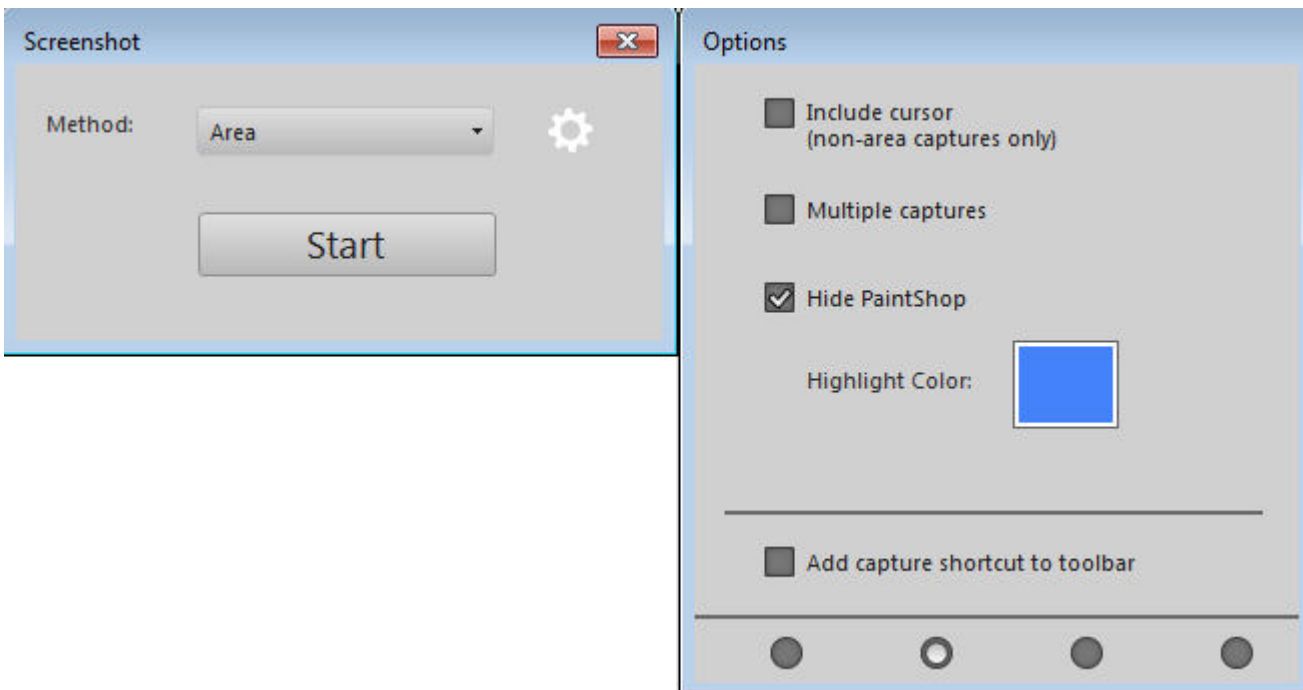 Screenshot
Method:
Area
Start
Options
Include cursor
(non-area captures only)
Multiple captures
Hide PaintShop
Highlight Color:
Add capture shortcut to toolbar